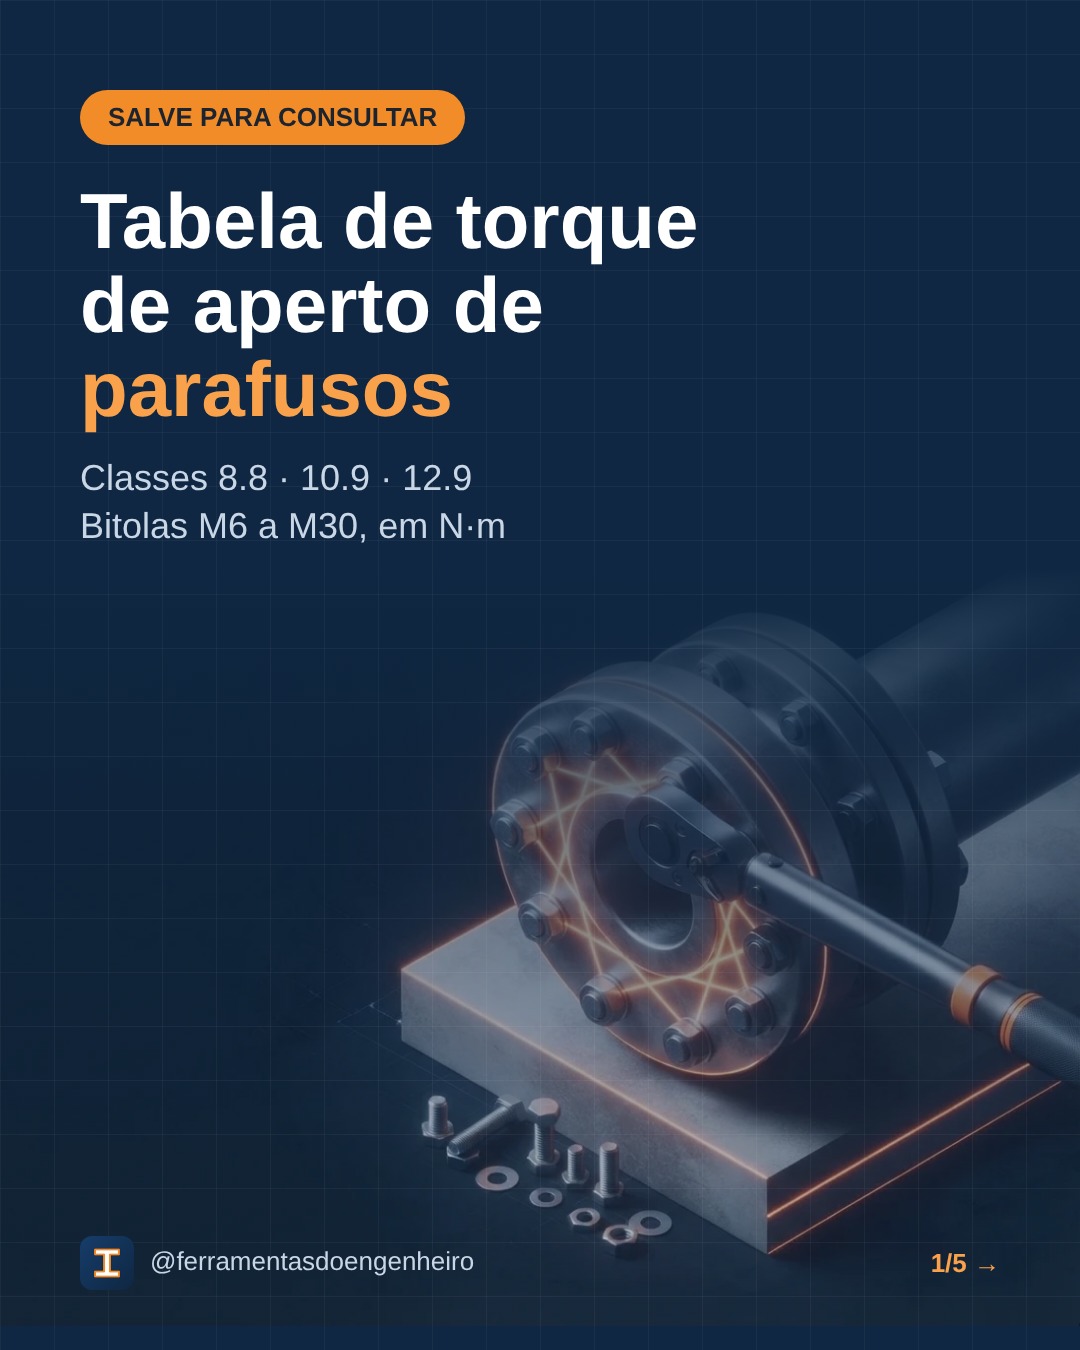 SALVE PARA CONSULTAR
Tabela de torque
de aperto de
parafusos
Classes 8.8 · 10.9 · 12.9
Bitolas M6 a M30, em N·m
@ferramentasdoengenheiro
1/5 →